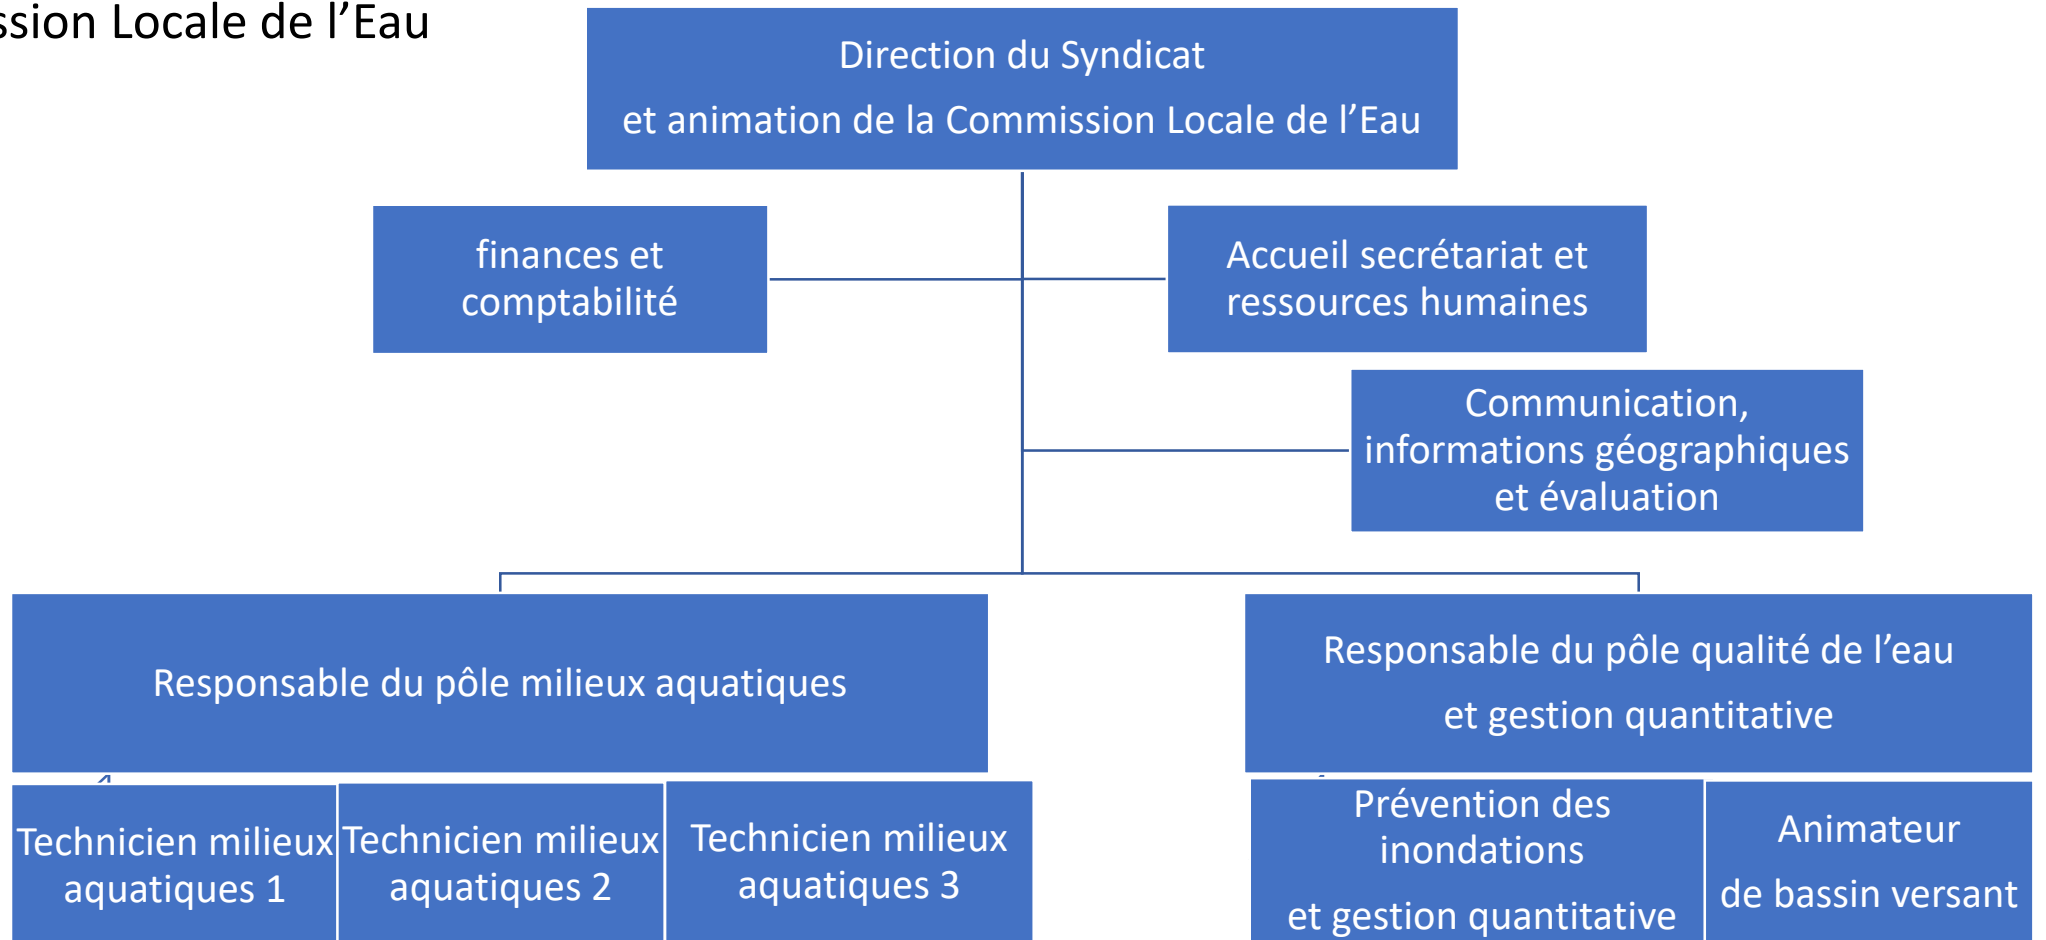 ssion Locale de l’Eau
Direction du Syndicat
et animation de la Commission Locale de l’Eau
finances et
comptabilité
Accueil secrétariat et
ressources humaines
Communication,
informations géographiques
et évaluation
Responsable du pôle milieux aquatiques
Responsable du pôle qualité de l’eau
et gestion quantitative
Technicien milieux
aquatiques 1
Technicien milieux
aquatiques 2
Technicien milieux
aquatiques 3
Prévention des
inondations
et gestion quantitative
Animateur
de bassin versant